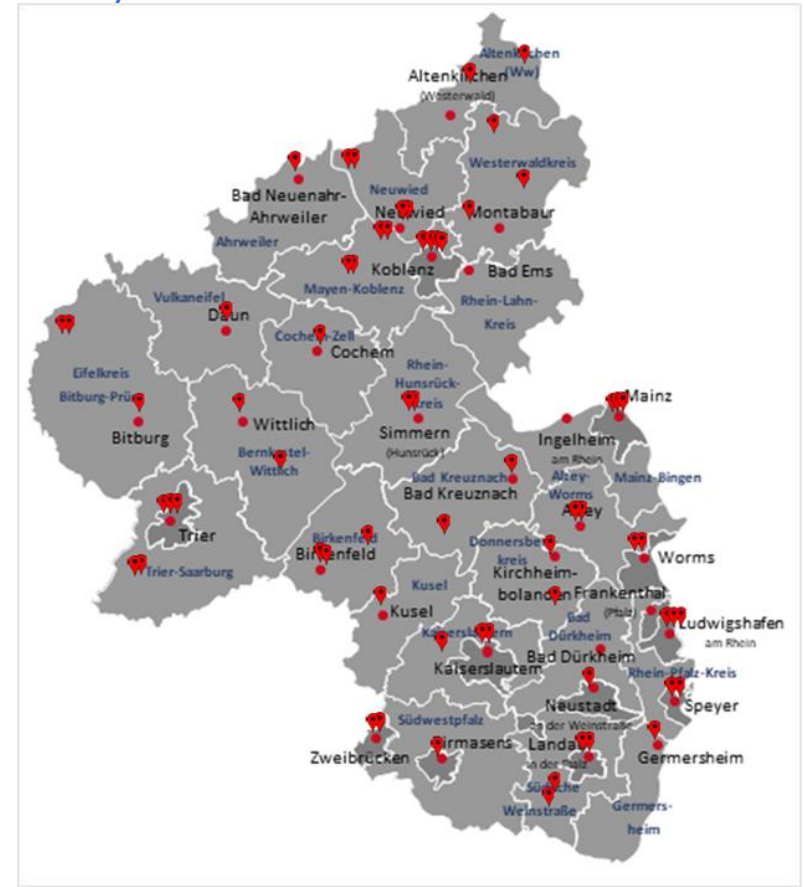 Altenkirchen
(Ww)
Altenkirchen
(Westerwald)
Westerwaldkreis
Neuwied
Bad Neuenahr-
Ahrweiler
Neuwied
Montabaur
Ahrweiler
Koblenz
Bad Ems
Mayen-Koblenz
Vulkaneifel
Rhein-Lahn-
Kreis
Daun
Cochem-Zell
Cochem
Rhein-
Hunsrück-
Kreis
Eifelkreis
Bitburg-Prüm
Mainz
Bitburg
Wittlich
Simmern
(Hunsrück)
Ingelheim
am Rhein
Bernkastel-
Wittlich
Bad Kreuznach
Bad Kreuznach
Alzey-
Worms
Mainz-Bingen
Alzey
Trier
Birkenfeld
Birkenfeld
Donnersberg-
kreis
Worms
Trier-Saarburg
Kirchheim-
bolanden
Kusel
Kusel
Frankenthal
(Pfalz)
Bad
Dürkheim
Ludwigshafen
am Rhein
Kaiserslautern
Kaiserslautern
Bad Dürkheim
Rhein-Pfalz-Kreis
Neustadt
an der Weinstraße
Speyer
Südwestpfalz
Zweibrücken
Pirmasens
Landau
in der Pfalz
Germersheim
Südliche
Weinstraße
Germers-
heim